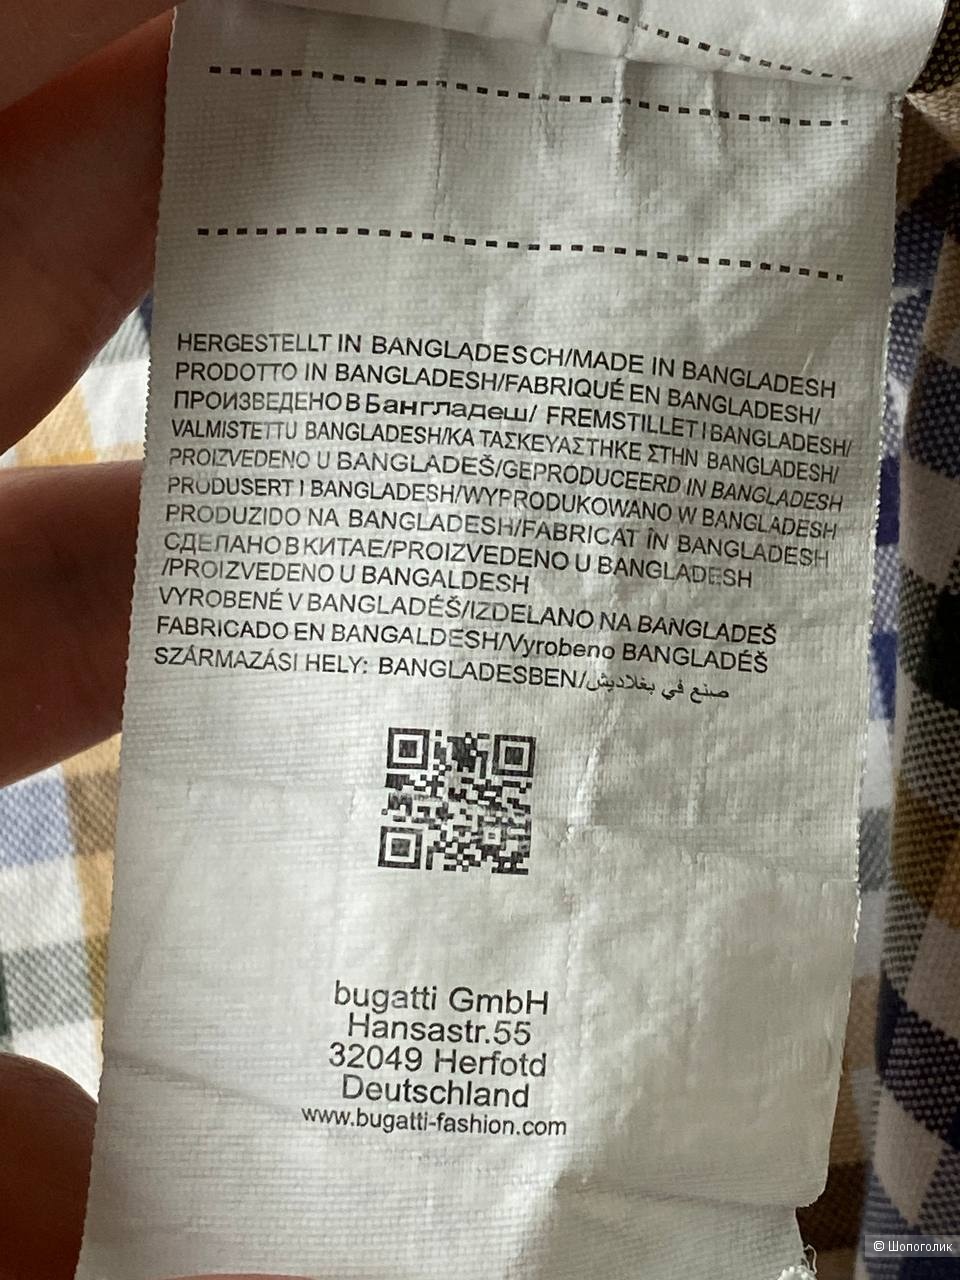 HERGESTELLT IN BANGLADESCH/MADE IN BANGLADESH
PRODOTTO IN BANGLADESH/FABRIQUÉ EN BANGLADESH/
ПРОИЗВЕДЕНО В Бангладеш/ FREMSTILLET I BANGLADESH/
VALMISTETTU BANGLADESH/KA ΤΑΣΚΕΥΑΣΤΗΚΕ ΣΤΗΝ BANGLADESH/
PROIZVEDENO U BANGLADEŠ/GEPRODUCEERD IN BANGLADESH
PRODUSERT I BANGLADESH/WYPRODUKOWANO W BANGLADESH
PRODUZIDO NA BANGLADESH/FABRICAT ÎN BANGLADESH
СДЕЛАНО В КИТАЕ/PROIZVEDENO U BANGLADESH
/PROIZVEDENO U BANGALDESH
VYROBENÉ V BANGLADÉŠ/IZDELANO NA BANGLADEŠ
FABRICADO EN BANGALDESH/Vyrobeno BANGLADÉŠ
SZÁRMAZÁSI HELY: BANGLADESBEN/صنع في بغلاديش
bugatti GmbH
Hansastr.55
32049 Herfotd
Deutschland
www.bugatti-fashion.com
© Шопоголик